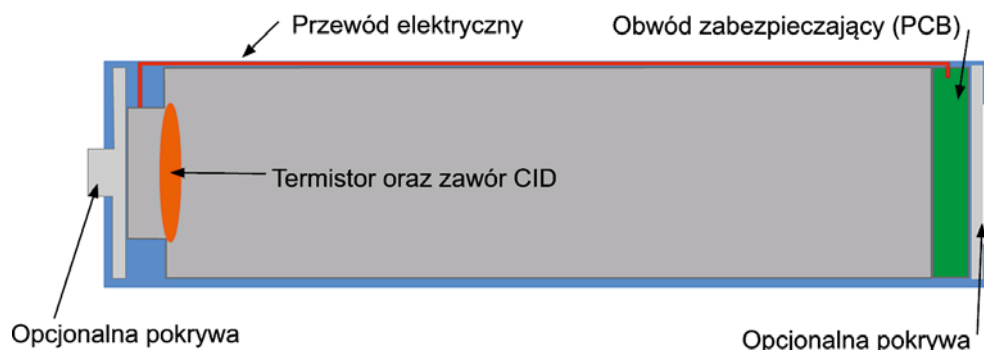 Przewód elektryczny
Obwód zabezpieczający (PCB)
Termistor oraz zawór CID
Opcjonalna pokrywa
Opcjonalna pokrywa